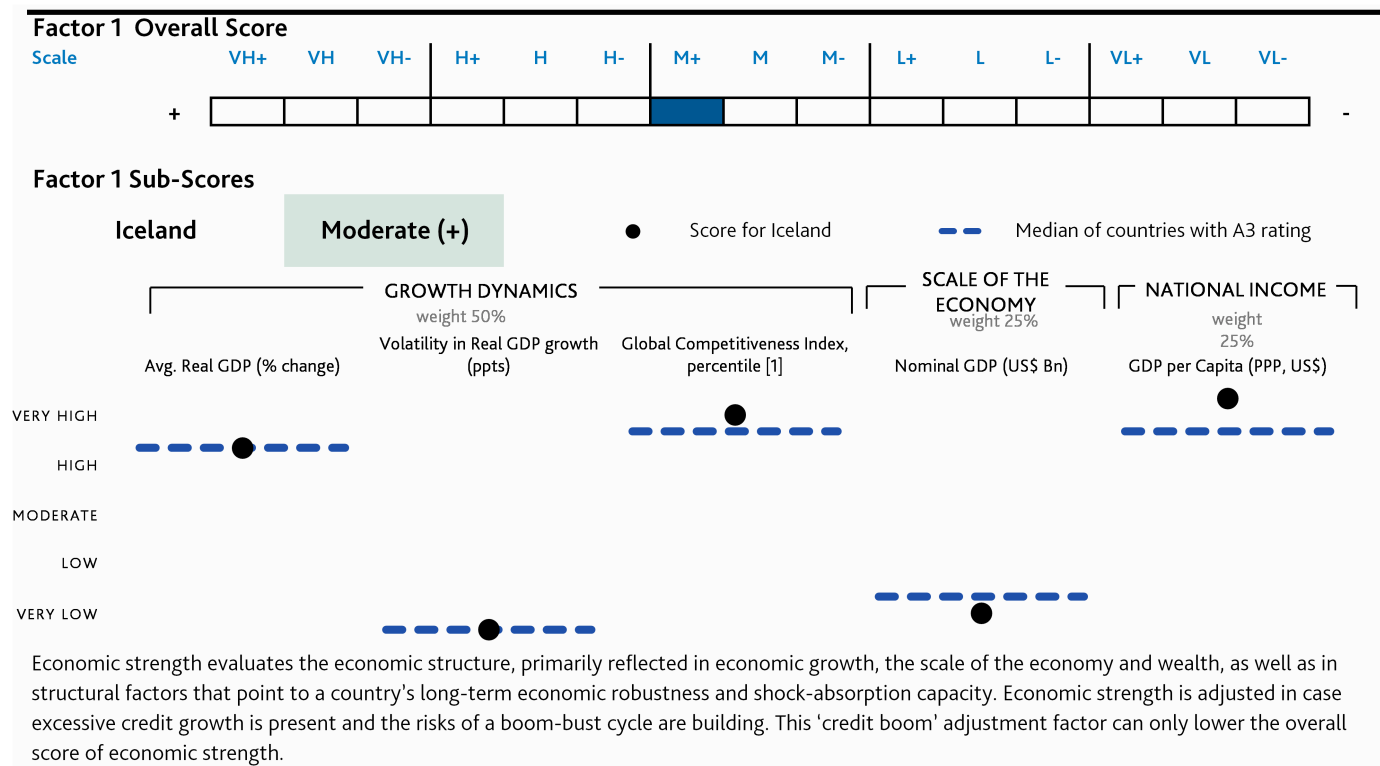 Factor 1  Overall Score
Scale VH+ VH VH- H+ H H- M+ M M- L+ L L- VL+ VL VL-
+ -
Factor 1 Sub-Scores
Iceland Moderate (+) Score for Iceland Median of countries with A3 rating
GROWTH DYNAMICS
weight 50%
SCALE OF THE
ECONOMY
weight 25%
NATIONAL INCOME
weight
25%
Avg. Real GDP (% change)
Volatility in Real GDP growth
(ppts)
Global Competitiveness Index,
percentile [1]
Nominal GDP (US$ Bn)
GDP per Capita (PPP, US$)
VERY HIGH
HIGH
MODERATE
LOW
VERY LOW
Economic strength evaluates the economic structure, primarily reflected in economic growth, the scale of the economy and wealth, as well as in
structural factors that point to a country’s long-term economic robustness and shock-absorption capacity. Economic strength is adjusted in case
excessive credit growth is present and the risks of a boom-bust cycle are building. This ‘credit boom’ adjustment factor can only lower the overall
score of economic strength.